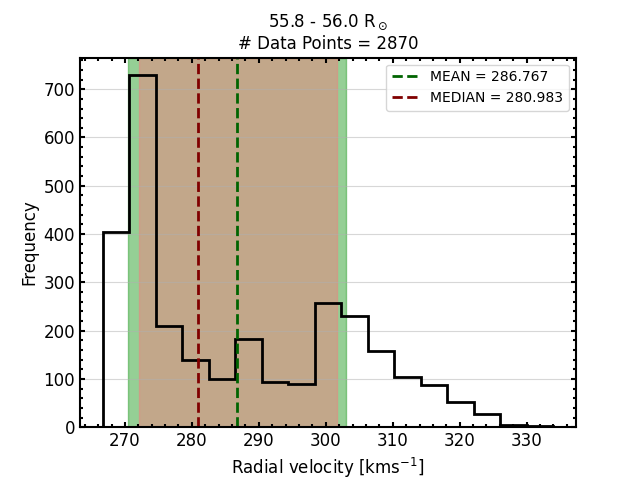 55.8 - 56.0 R⊙
# Data Points = 2870
MEAN = 286.767
MEDIAN = 280.983
Frequency
700
600
500
400
300
200
100
0
270 280 290 300 310 320 330
Radial velocity [kms⁻¹]